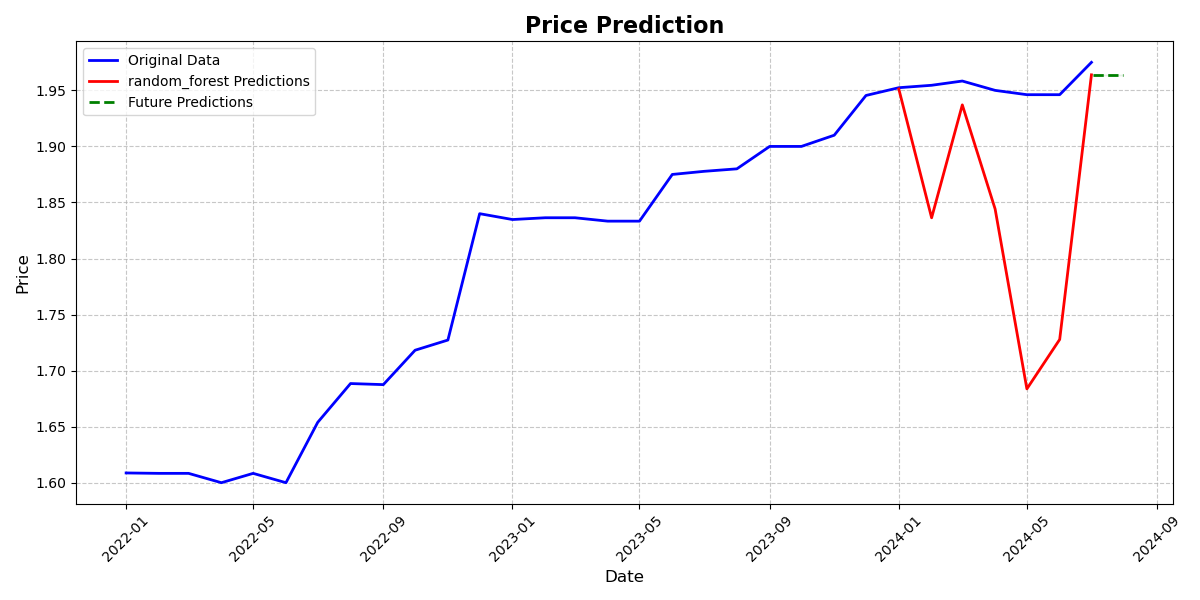 Price Prediction
Original Data
random_forest Predictions
Future Predictions
Price
1.95
1.90
1.85
1.80
1.75
1.70
1.65
1.60
2022-01
2022-05
2022-09
2023-01
2023-05
2023-09
2024-01
2024-05
2024-09
Date